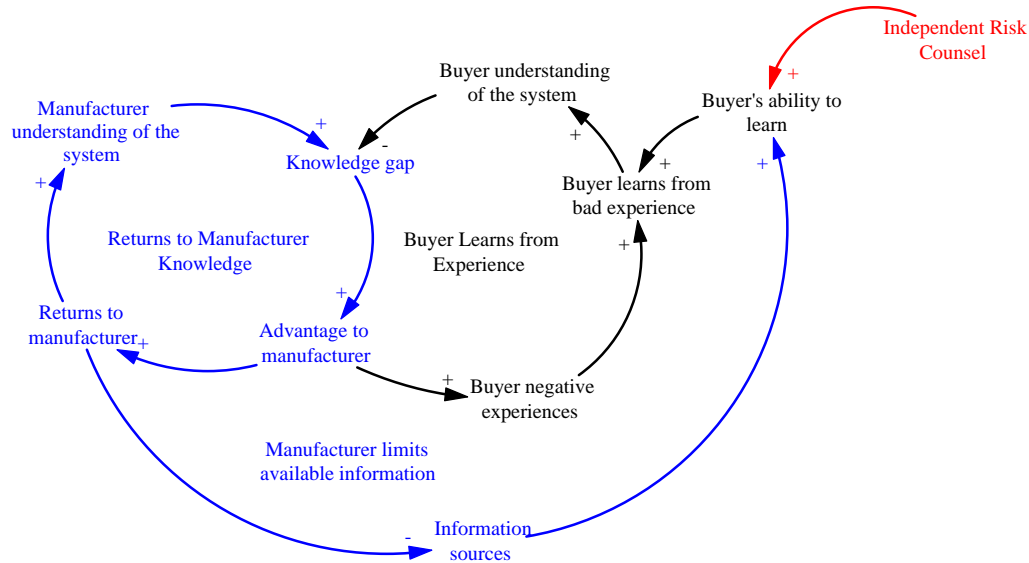 Independent Risk
Counsel
+
Buyer understanding
of the system
+
-
Buyer's ability to
learn
+
+
Manufacturer
understanding of the
system
+
+
Knowledge gap
Buyer learns from
bad experience
+
Returns to Manufacturer
Knowledge
Buyer Learns from
Experience
+
Returns to
manufacturer
+
Advantage to
manufacturer
+
Buyer negative
experiences
Manufacturer limits
available information
-
Information
sources